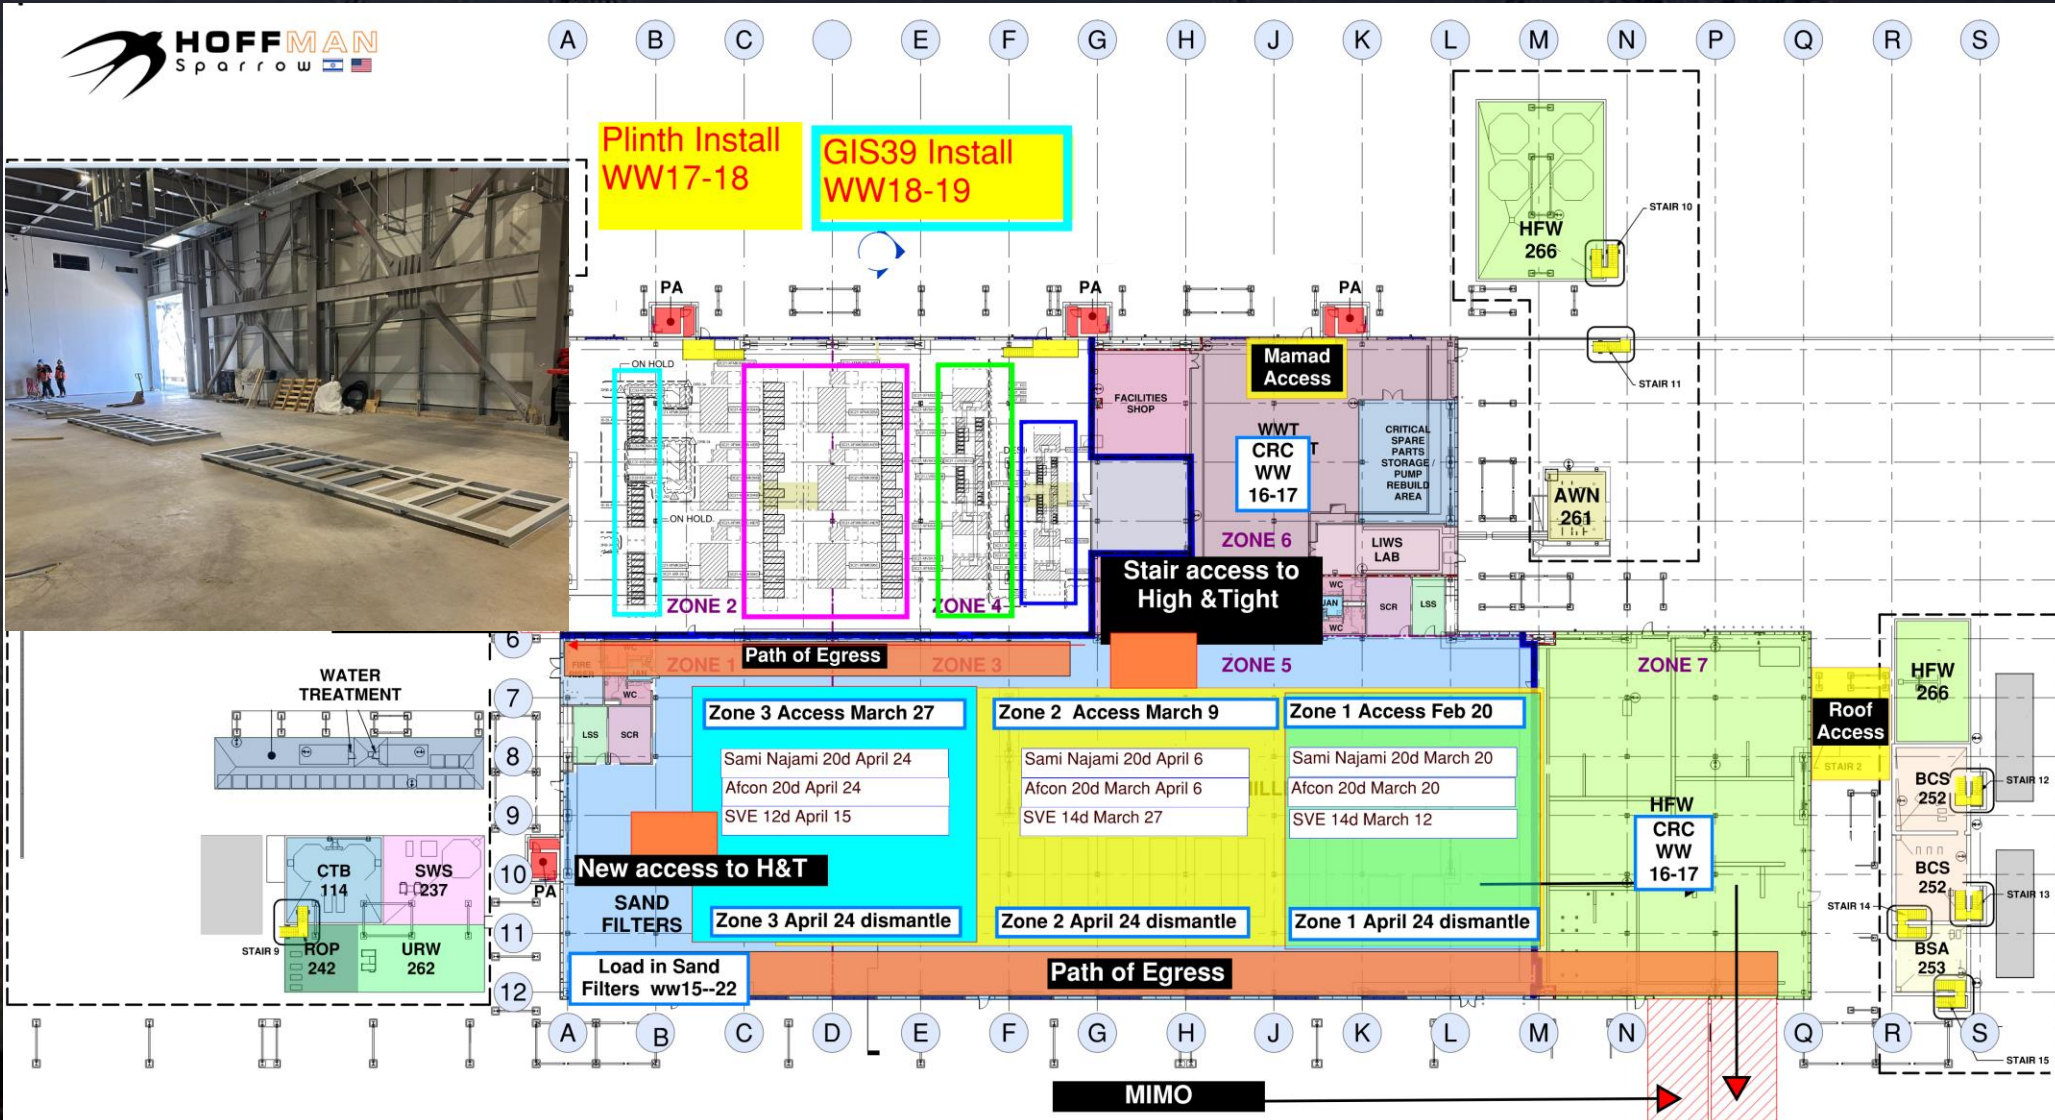 HOFFMAN
Sparrow
A B C E F G H J K L M N P Q R S
Plinth Install
WW17-18
GIS39 Install
WW18-19
HFW
266
STAIR 10
STAIR 11
PA
PA
PA
ON HOLD
ON HOLD
FACILITIES
SHOP
Mamad
Access
WWT
CRC
WW
16-17
CRITICAL
SPARE
PARTS
STORAGE /
PUMP
REBUILD
AREA
AWN
261
ZONE 6
LIWS
LAB
Stair access to
High &Tight
WC
JAN
WC
SCR
LSS
ZONE 2
ZONE 4
6
7
8
9
10
11
12
WATER
TREATMENT
FIRE
WC
JAN
WC
LSS
SCR
ZONE 1
Path of Egress
ZONE 3
ZONE 5
ZONE 7
Zone 3 Access March 27
Sami Najami 20d April 24
Afcon 20d April 24
SVE 12d April 15
Zone 3 April 24 dismantle
Zone 2 Access March 9
Sami Najami 20d April 6
Afcon 20d March April 6
SVE 14d March 27
Zone 2 April 24 dismantle
Zone 1 Access Feb 20
Sami Najami 20d March 20
Afcon 20d March 20
SVE 14d March 12
Zone 1 April 24 dismantle
HFW
CRC
WW
16-17
Roof
Access
STAIR 2
HFW
266
BCS
252
STAIR 12
BCS
252
STAIR 13
STAIR 14
BSA
253
STAIR 15
CTB
114
SWS
237
STAIR 9
ROP
242
URW
262
PA
New access to H&T
SAND
FILTERS
Load in Sand
Filters ww15--22
Path of Egress
A B C D E F G H J K L M N Q R S
MIMO